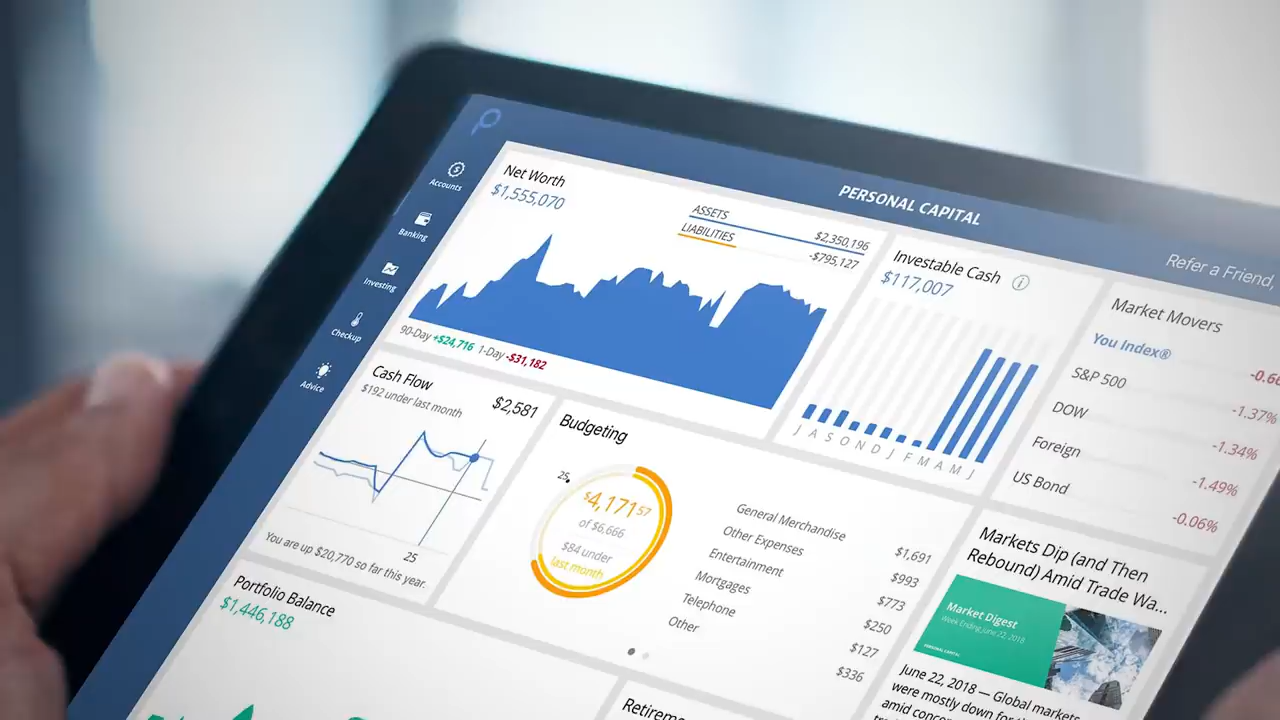 PERSONAL CAPITAL
Refer a Friend,
Accounts
Banking
Investing
Checkup
Advice
Net Worth
$1,555,070
ASSETS $2,350,196
LIABILITIES -$795,127
90-Day +$24,716 1-Day -$31,182
Investable Cash
$117,007
J A S O N D J F M A M J
Market Movers
You Index®
S&P 500 -1.37%
DOW -1.34%
Foreign -1.49%
US Bond -0.06%
Cash Flow
$192 under last month $2,581
25
You are up $20,770 so far this year.
Budgeting
25
$4,171 57
of $6,666
$84 under
last month
General Merchandise $1,691
Other Expenses $993
Entertainment $773
Mortgages $250
Telephone $127
Other $336
Markets Dip (and Then
Rebound) Amid Trade Wa...
Market Digest
Week Ending June 22, 2018
PERSONAL CAPITAL
June 22, 2018 — Global markets
were mostly down for
amid
Portfolio Balance
$1,446,188